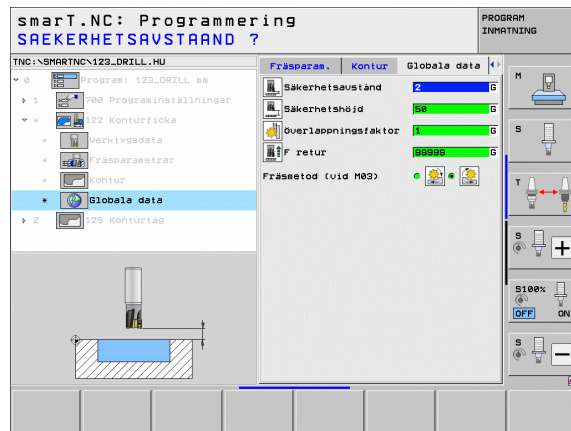 smarT.NC: Programmering
SAEKERHETSAVSTAAND ?
PROGRAM
INMATNING
TNC:\SMARTNC\123_DRILL.HU
0 Program: 123_DRILL mm
1 700 Programinställningar
* 122 Konturficka
* Verktygsdata
* Fräsparametrar
* Kontur
* Globala data
2 125 Konturtåg
Fräsparam. Kontur Globala data
Säkerhetsavstånd 2 G
Säkerhetshöjd 50 G
Överlappningsfaktor 1 G
F retur 99999 G
Fräsmetod (vid M03)
M
S
T
S
+
S100%
OFF ON
S
−